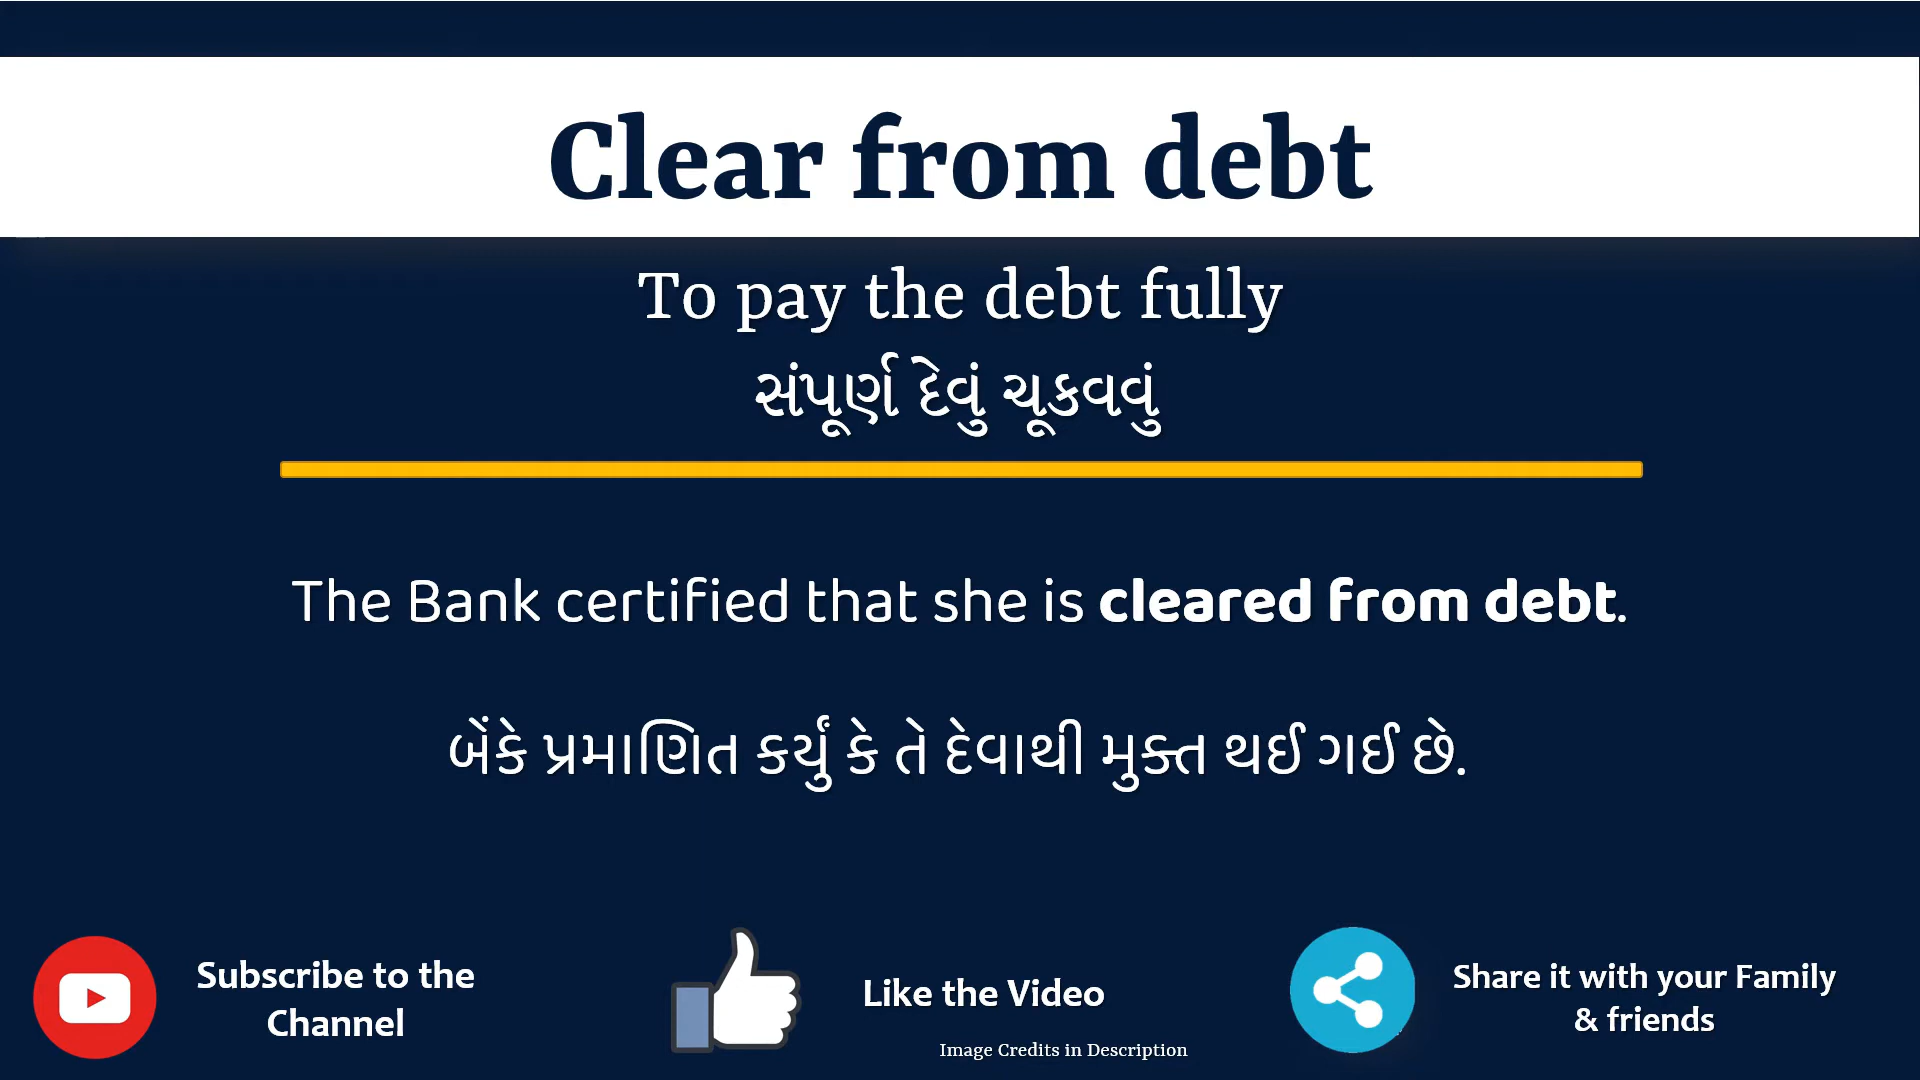 Clear from debt
To pay the debt fully
સંપૂર્ણ દેવું ચૂકવવું
The Bank certified that she is cleared from debt.
બેંકે પ્રમાણિત કર્યું કે તે દેવાથી મુક્ત થઈ ગઈ છે.
Subscribe to the
Channel
Like the Video
Share it with your Family
& friends
Image Credits in Description